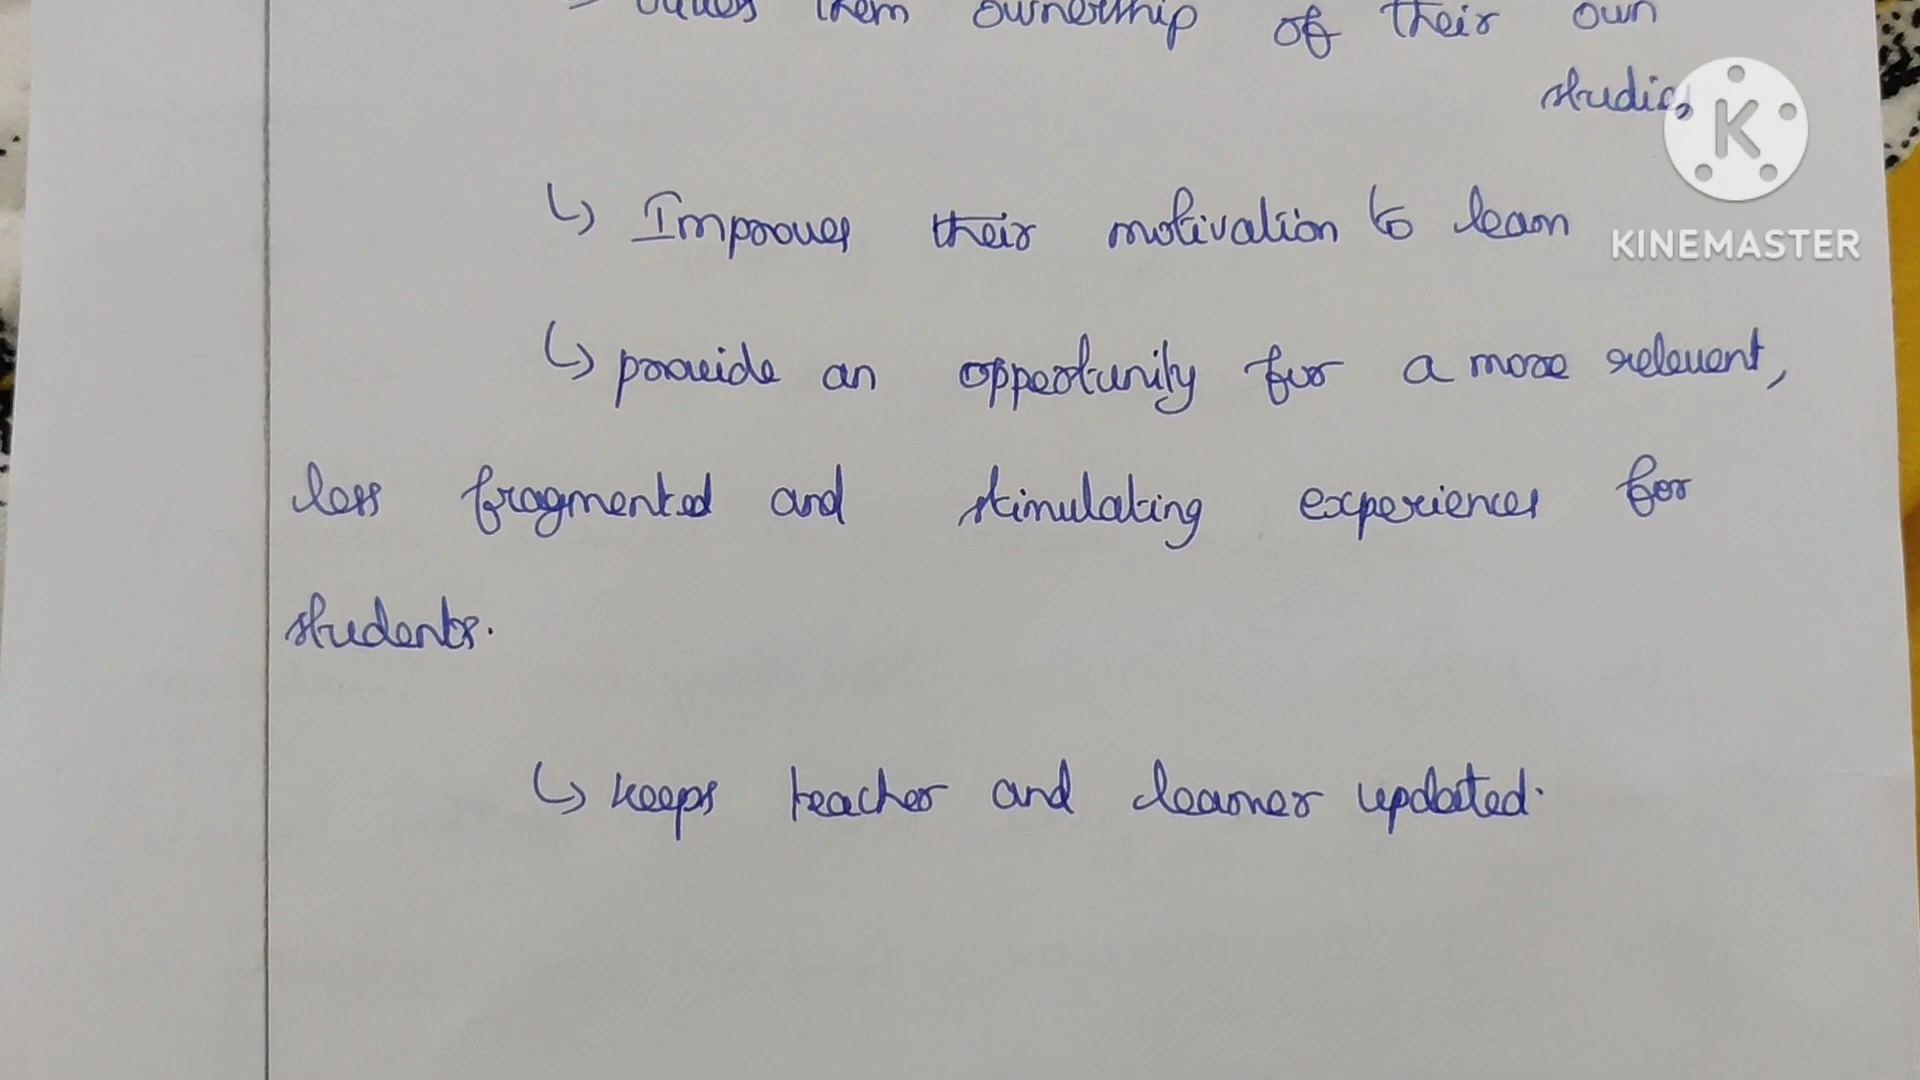 them ownership of their own
studies
↳ Improves their motivation to learn
↳ provide an opportunity for a more relevent,
less fragmented and stimulating experiences for
students.
↳ keeps teacher and learner updated.
K
KINEMASTER